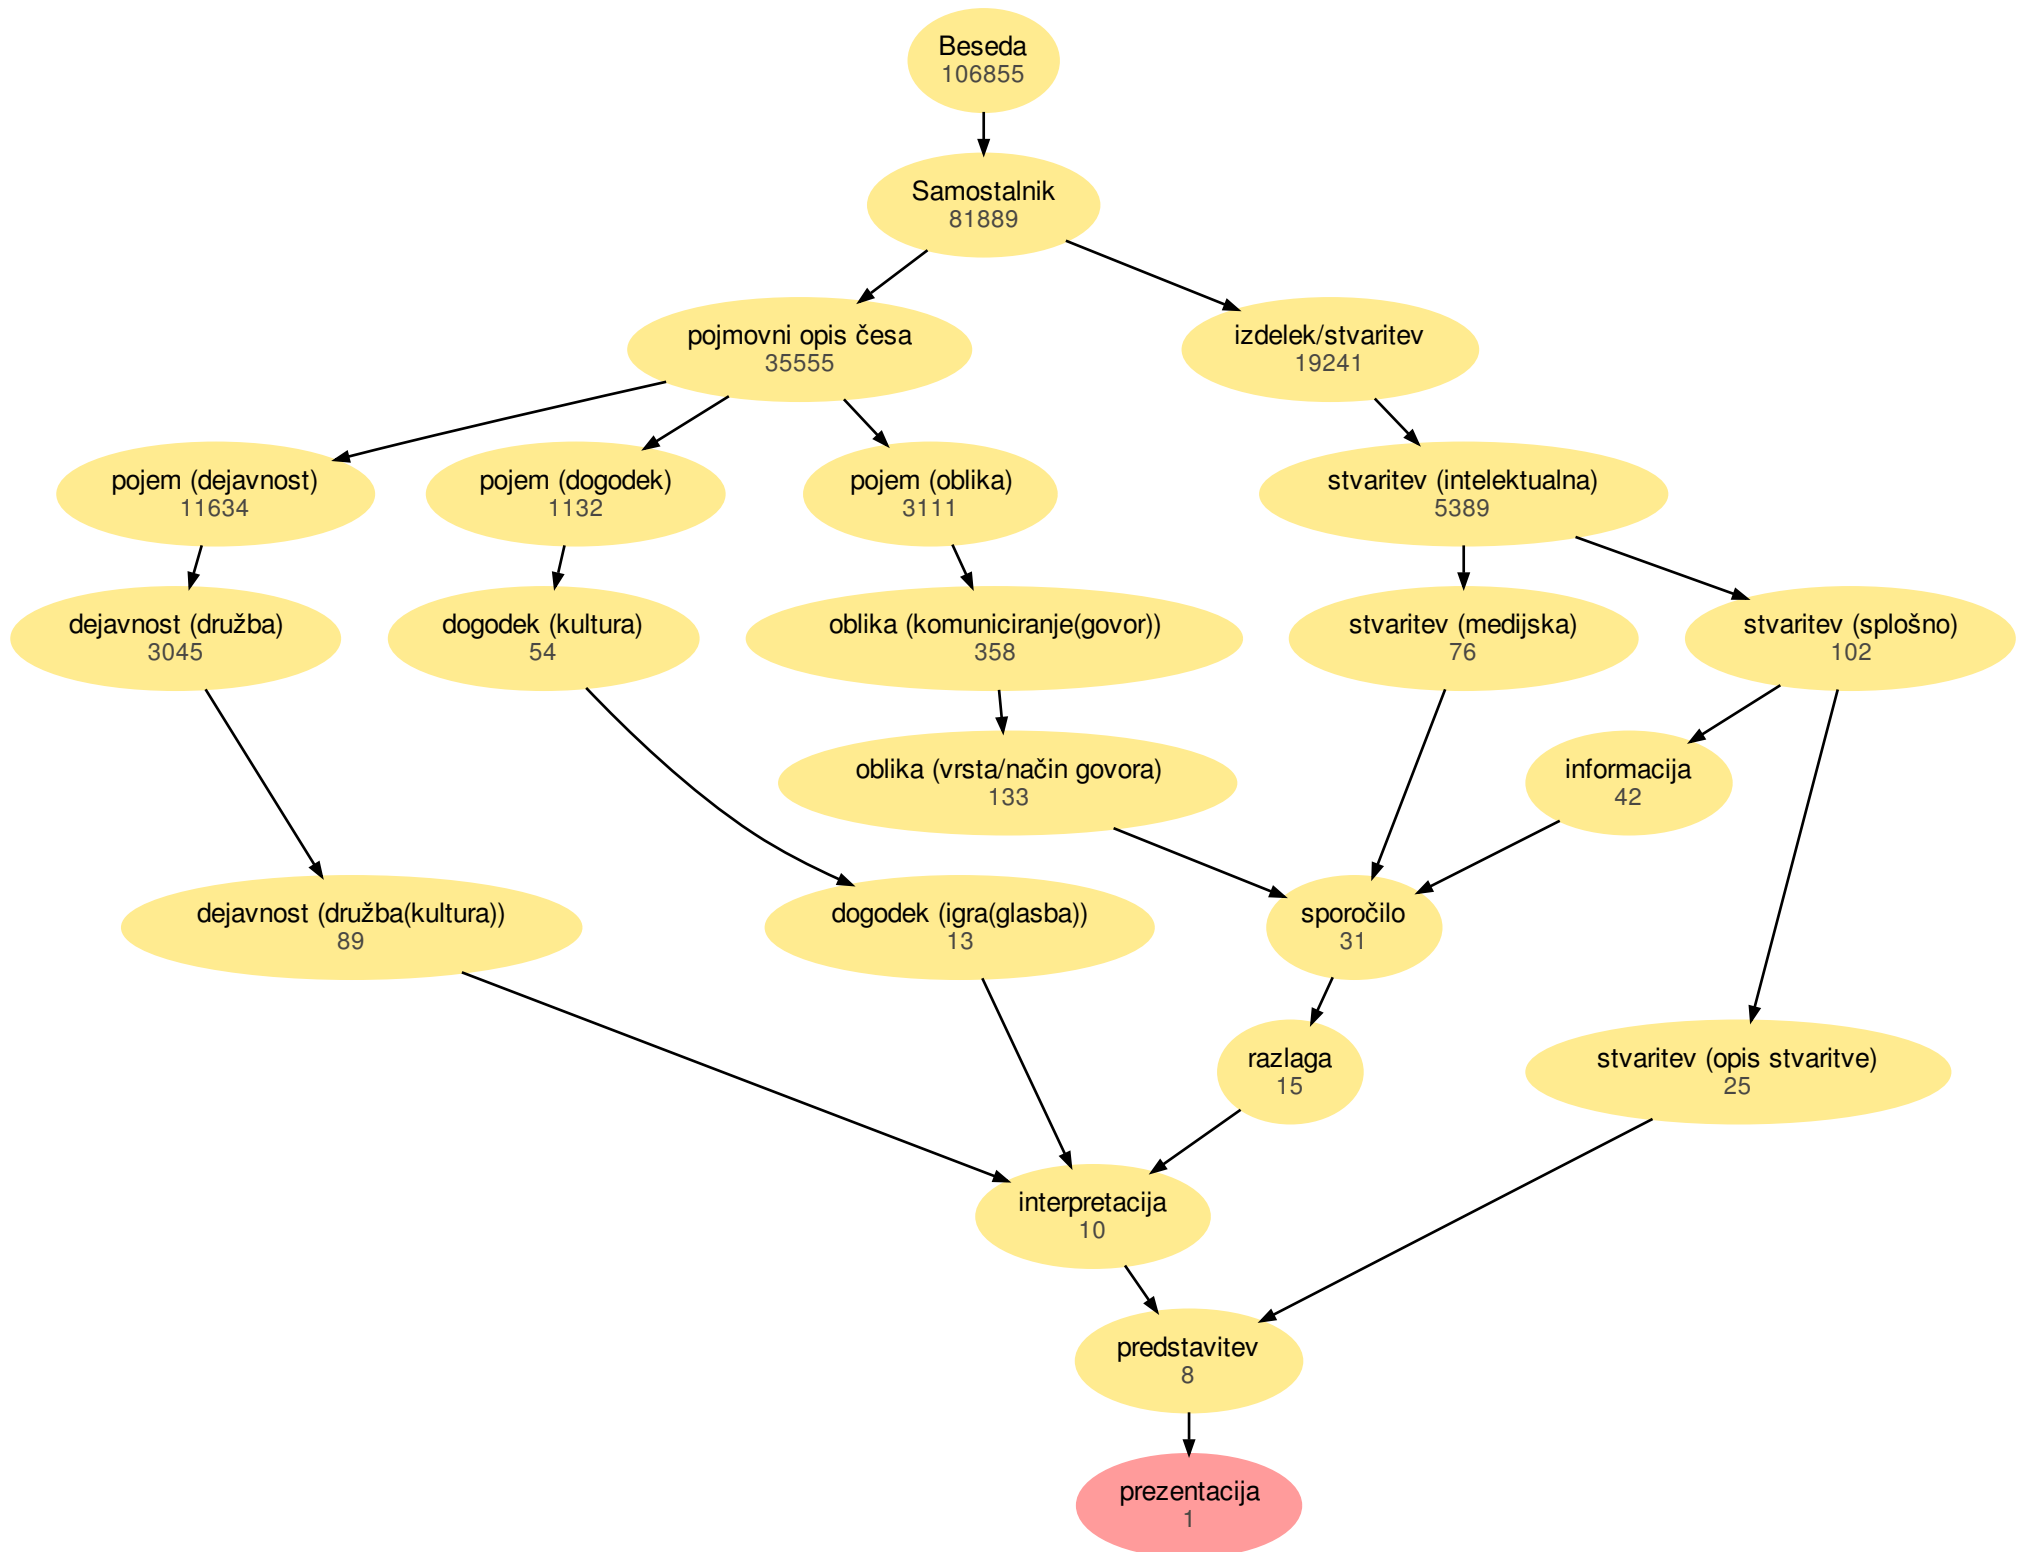 Beseda
106855
Samostalnik
81889
pojmovni opis česa
35555
izdelek/stvaritev
19241
pojem (dejavnost)
11634
pojem (dogodek)
1132
pojem (oblika)
3111
stvaritev (intelektualna)
5389
dejavnost (družba)
3045
dogodek (kultura)
54
oblika (komuniciranje(govor))
358
stvaritev (medijska)
76
stvaritev (splošno)
102
oblika (vrsta/način govora)
133
informacija
42
dejavnost (družba(kultura))
89
dogodek (igra(glasba))
13
sporočilo
31
razlaga
15
stvaritev (opis stvaritve)
25
interpretacija
10
predstavitev
8
prezentacija
1